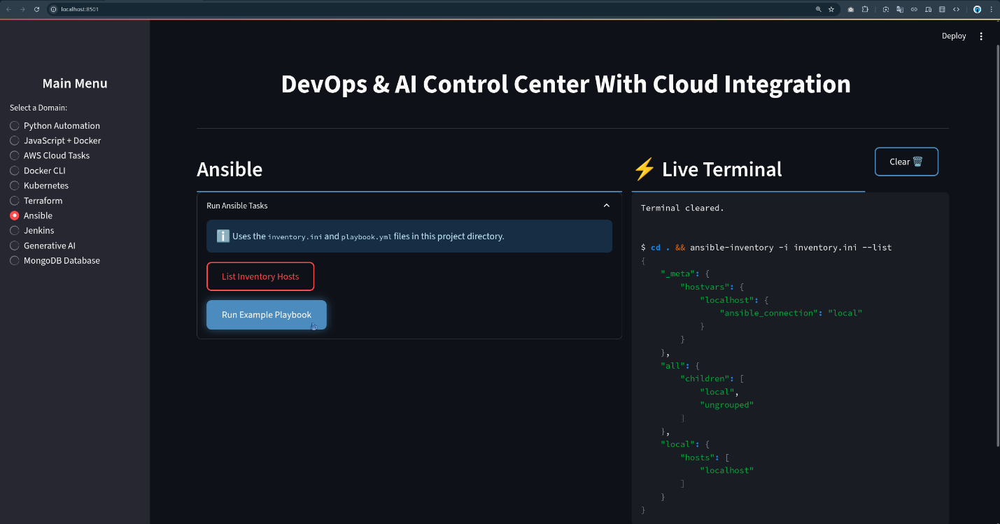 localhost:8501
Deploy
Main Menu
Select a Domain:
Python Automation
JavaScript + Docker
AWS Cloud Tasks
Docker CLI
Kubernetes
Terraform
Ansible
Jenkins
Generative AI
MongoDB Database
DevOps & AI Control Center With Cloud Integration
Ansible
Run Ansible Tasks
ℹ️ Uses the inventory.ini and playbook.yml files in this project directory.
List Inventory Hosts
Run Example Playbook
⚡ Live Terminal
Clear 🗑️
Terminal cleared.
$ cd . && ansible-inventory -i inventory.ini --list
{
    "_meta": {
        "hostvars": {
            "localhost": {
                "ansible_connection": "local"
            }
        }
    },
    "all": {
        "children": [
            "local",
            "ungrouped"
        ]
    },
    "local": {
        "hosts": [
            "localhost"
        ]
    }
}